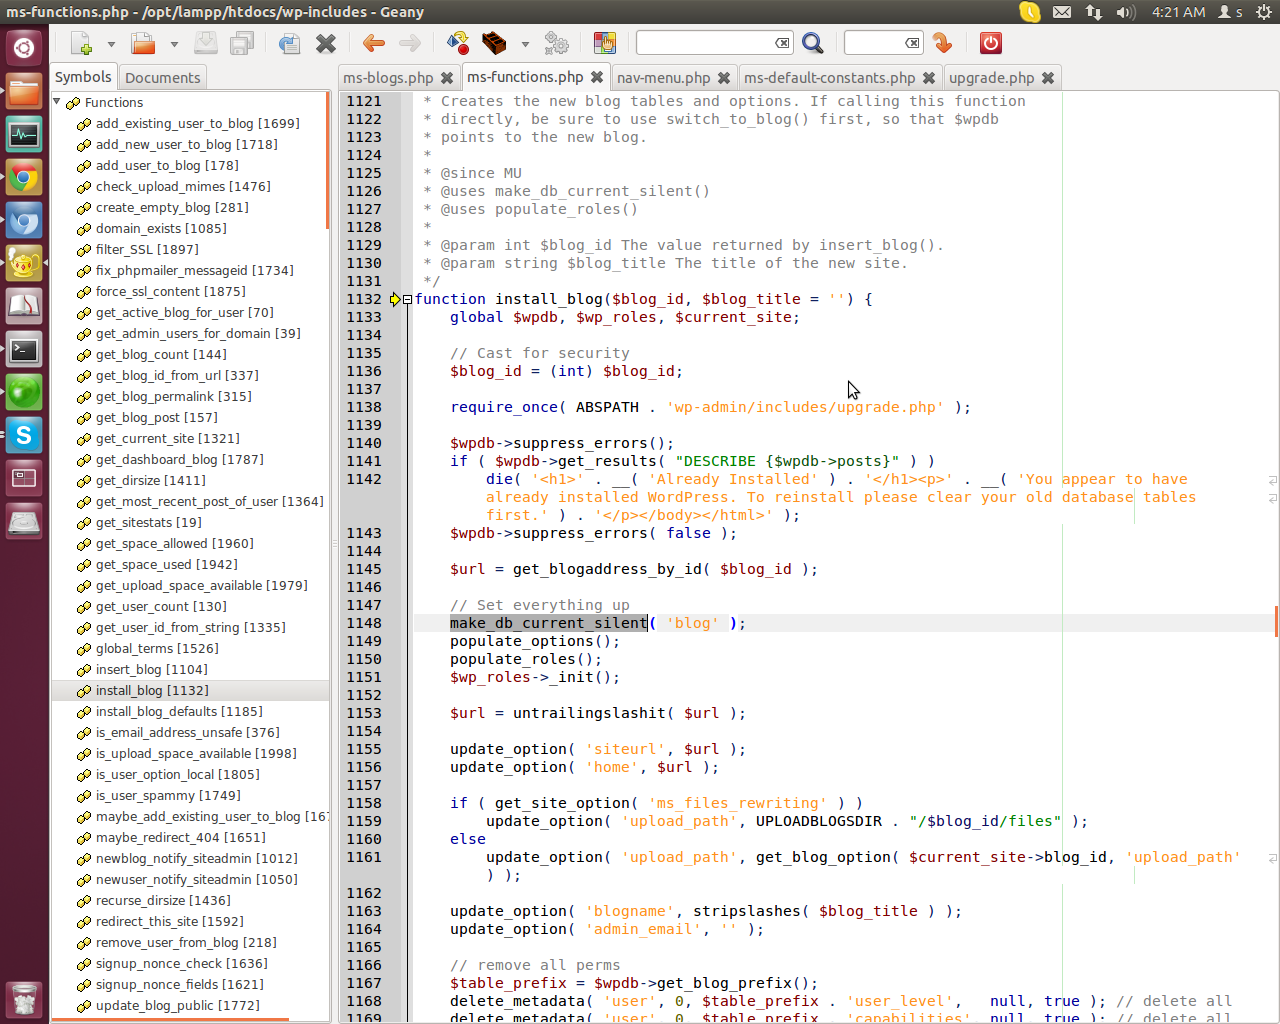 ms-functions.php - /opt/lampp/htdocs/wp-includes - Geany
4:21 AM
s
Symbols
Documents
ms-blogs.php
ms-functions.php
nav-menu.php
ms-default-constants.php
upgrade.php
Functions
add_existing_user_to_blog [1699]
add_new_user_to_blog [1718]
add_user_to_blog [178]
check_upload_mimes [1476]
create_empty_blog [281]
domain_exists [1085]
filter_SSL [1897]
fix_phpmailer_messageid [1734]
force_ssl_content [1875]
get_active_blog_for_user [70]
get_admin_users_for_domain [39]
get_blog_count [144]
get_blog_id_from_url [337]
get_blog_permalink [315]
get_blog_post [157]
get_current_site [1321]
get_dashboard_blog [1787]
get_dirsize [1411]
get_most_recent_post_of_user [1364]
get_sitestats [19]
get_space_allowed [1960]
get_space_used [1942]
get_upload_space_available [1979]
get_user_count [130]
get_user_id_from_string [1335]
global_terms [1526]
insert_blog [1104]
install_blog [1132]
install_blog_defaults [1185]
is_email_address_unsafe [376]
is_upload_space_available [1998]
is_user_option_local [1805]
is_user_spammy [1749]
maybe_add_existing_user_to_blog [167
maybe_redirect_404 [1651]
newblog_notify_siteadmin [1012]
newuser_notify_siteadmin [1050]
recurse_dirsize [1436]
redirect_this_site [1592]
remove_user_from_blog [218]
signup_nonce_check [1636]
signup_nonce_fields [1621]
update_blog_public [1772]
1121 * Creates the new blog tables and options. If calling this function
1122 * directly, be sure to use switch_to_blog() first, so that $wpdb
1123 * points to the new blog.
1124 *
1125 * @since MU
1126 * @uses make_db_current_silent()
1127 * @uses populate_roles()
1128 *
1129 * @param int $blog_id The value returned by insert_blog().
1130 * @param string $blog_title The title of the new site.
1131 */
1132 function install_blog($blog_id, $blog_title = '') {
1133 global $wpdb, $wp_roles, $current_site;
1134
1135 // Cast for security
1136 $blog_id = (int) $blog_id;
1137
1138 require_once( ABSPATH . 'wp-admin/includes/upgrade.php' );
1139
1140 $wpdb->suppress_errors();
1141 if ( $wpdb->get_results( "DESCRIBE {$wpdb->posts}" ) )
1142 die( '<h1>' . __( 'Already Installed' ) . '</h1><p>' . __( 'You appear to have
already installed WordPress. To reinstall please clear your old database tables
first.' ) . '</p></body></html>' );
1143 $wpdb->suppress_errors( false );
1144
1145 $url = get_blogaddress_by_id( $blog_id );
1146
1147 // Set everything up
1148 make_db_current_silent( 'blog' );
1149 populate_options();
1150 populate_roles();
1151 $wp_roles->_init();
1152
1153 $url = untrailingslashit( $url );
1154
1155 update_option( 'siteurl', $url );
1156 update_option( 'home', $url );
1157
1158 if ( get_site_option( 'ms_files_rewriting' ) )
1159 update_option( 'upload_path', UPLOADBLOGSDIR . "/$blog_id/files" );
1160 else
1161 update_option( 'upload_path', get_blog_option( $current_site->blog_id, 'upload_path'
) );
1162
1163 update_option( 'blogname', stripslashes( $blog_title ) );
1164 update_option( 'admin_email', '' );
1165
1166 // remove all perms
1167 $table_prefix = $wpdb->get_blog_prefix();
1168 delete_metadata( 'user', 0, $table_prefix . 'user_level', null, true ); // delete all
1169 delete_metadata( 'user', 0, $table_prefix . 'capabilities', null, true ); // delete all